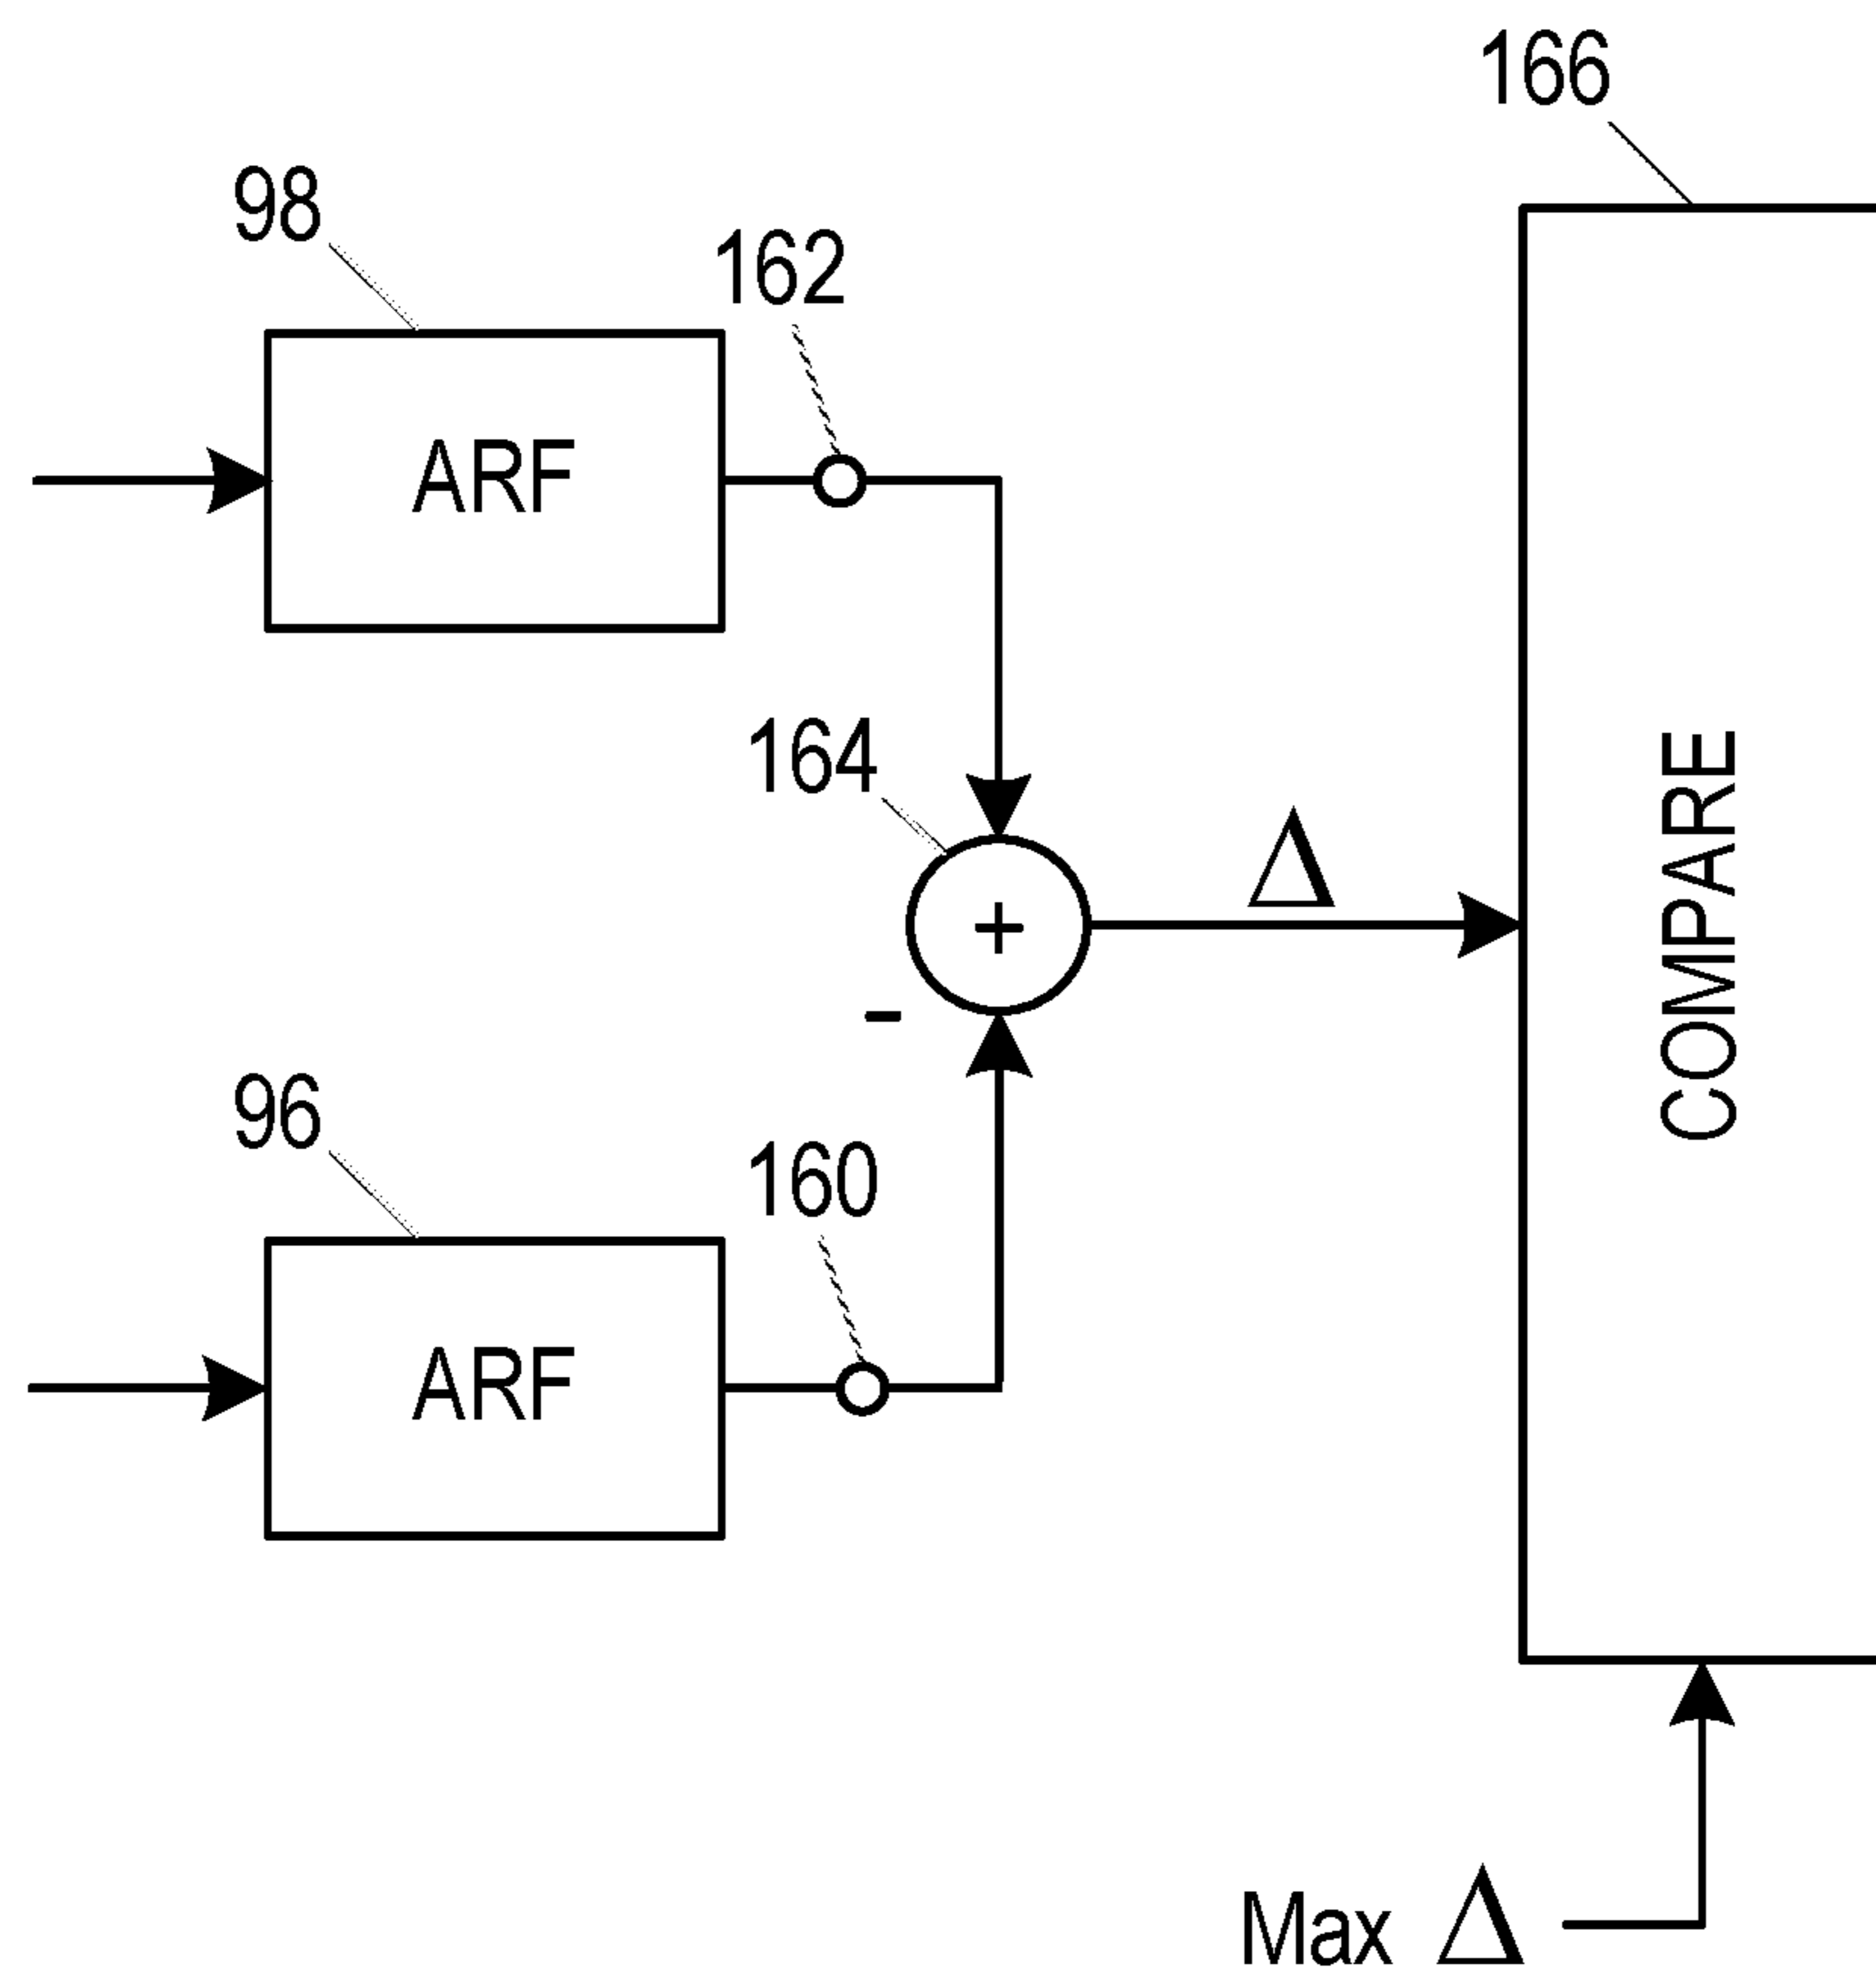 166
98
162
ARF
164
Δ
+
-
COMPARE
96
160
ARF
Max Δ